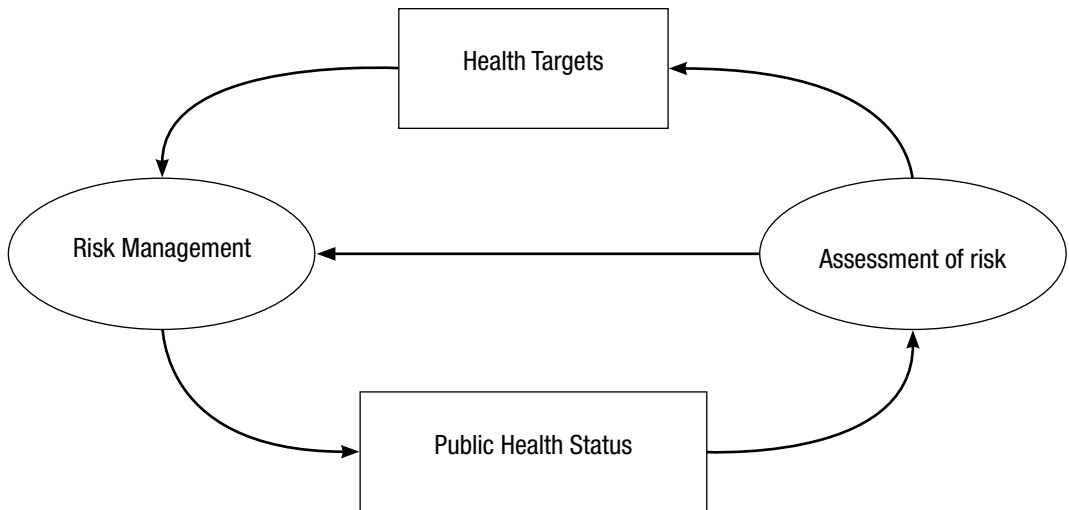 Health Targets
Risk Management
Assessment of risk
Public Health Status